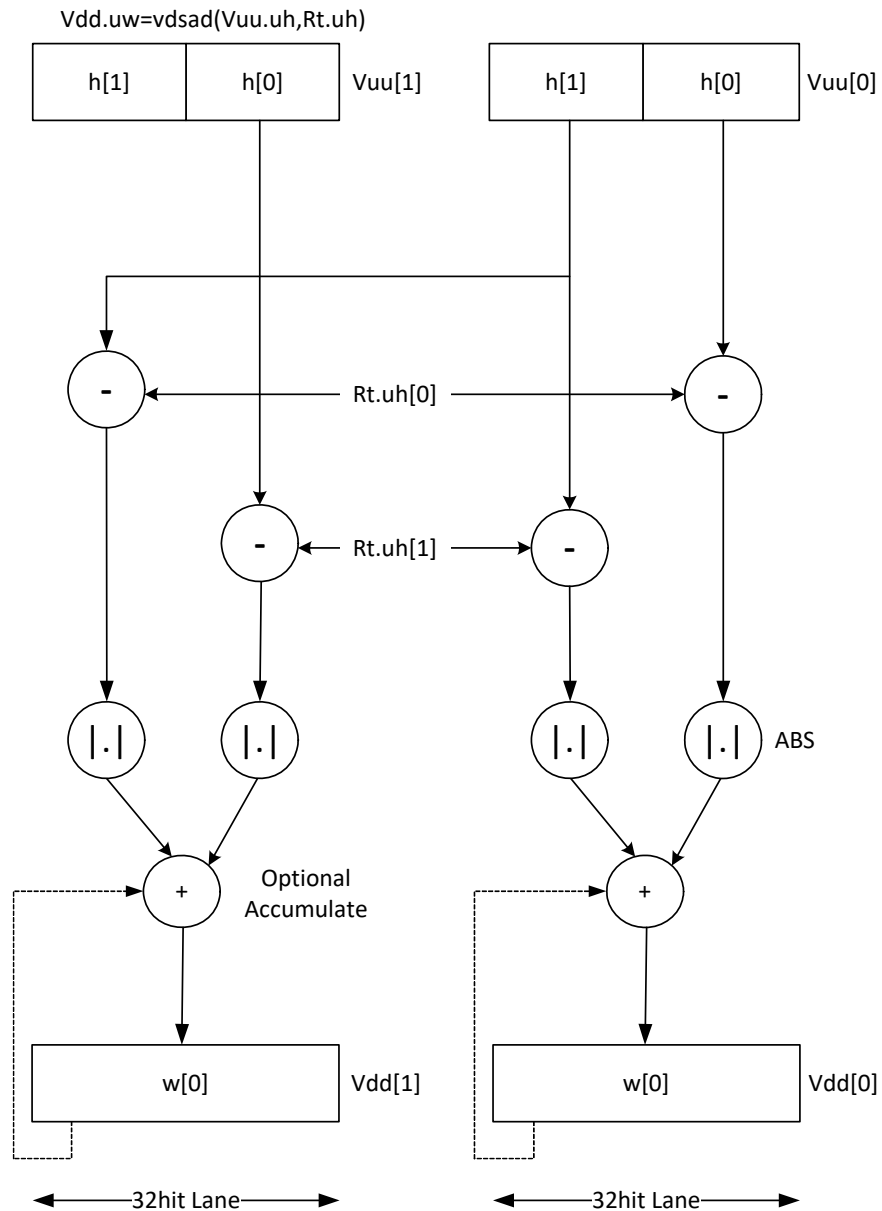 Vdd.uw=vdsad(Vuu.uh,Rt.uh)
h[1] h[0] Vuu[1] h[1] h[0] Vuu[0]
- Rt.uh[0] -
- Rt.uh[1] -
|.| |.| |.| |.| ABS
+ Optional Accumulate +
w[0] Vdd[1] w[0] Vdd[0]
32hit Lane 32hit Lane